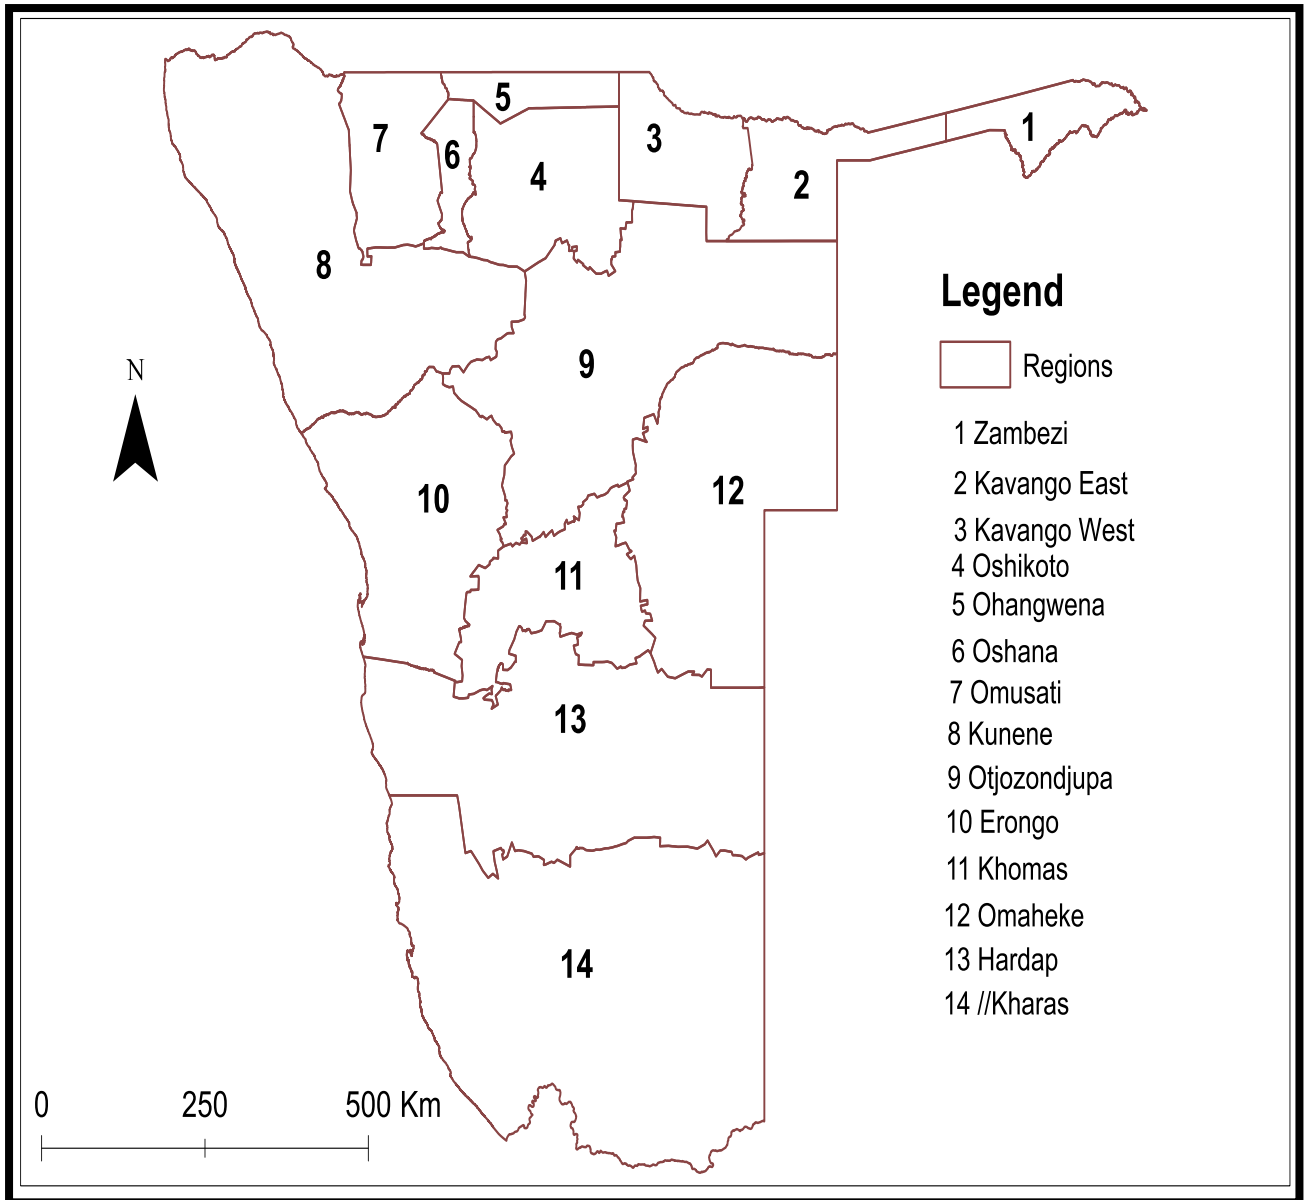 5
1
7
3
6
4
2
8
Legend
N
9
Regions
1 Zambezi
10
12
2 Kavango East
3 Kavango West
4 Oshikoto
11
5 Ohangwena
6 Oshana
7 Omusati
13
8 Kunene
9 Otjozondjupa
10 Erongo
11 Khomas
12 Omaheke
14
13 Hardap
14 //Kharas
0 250 500 Km